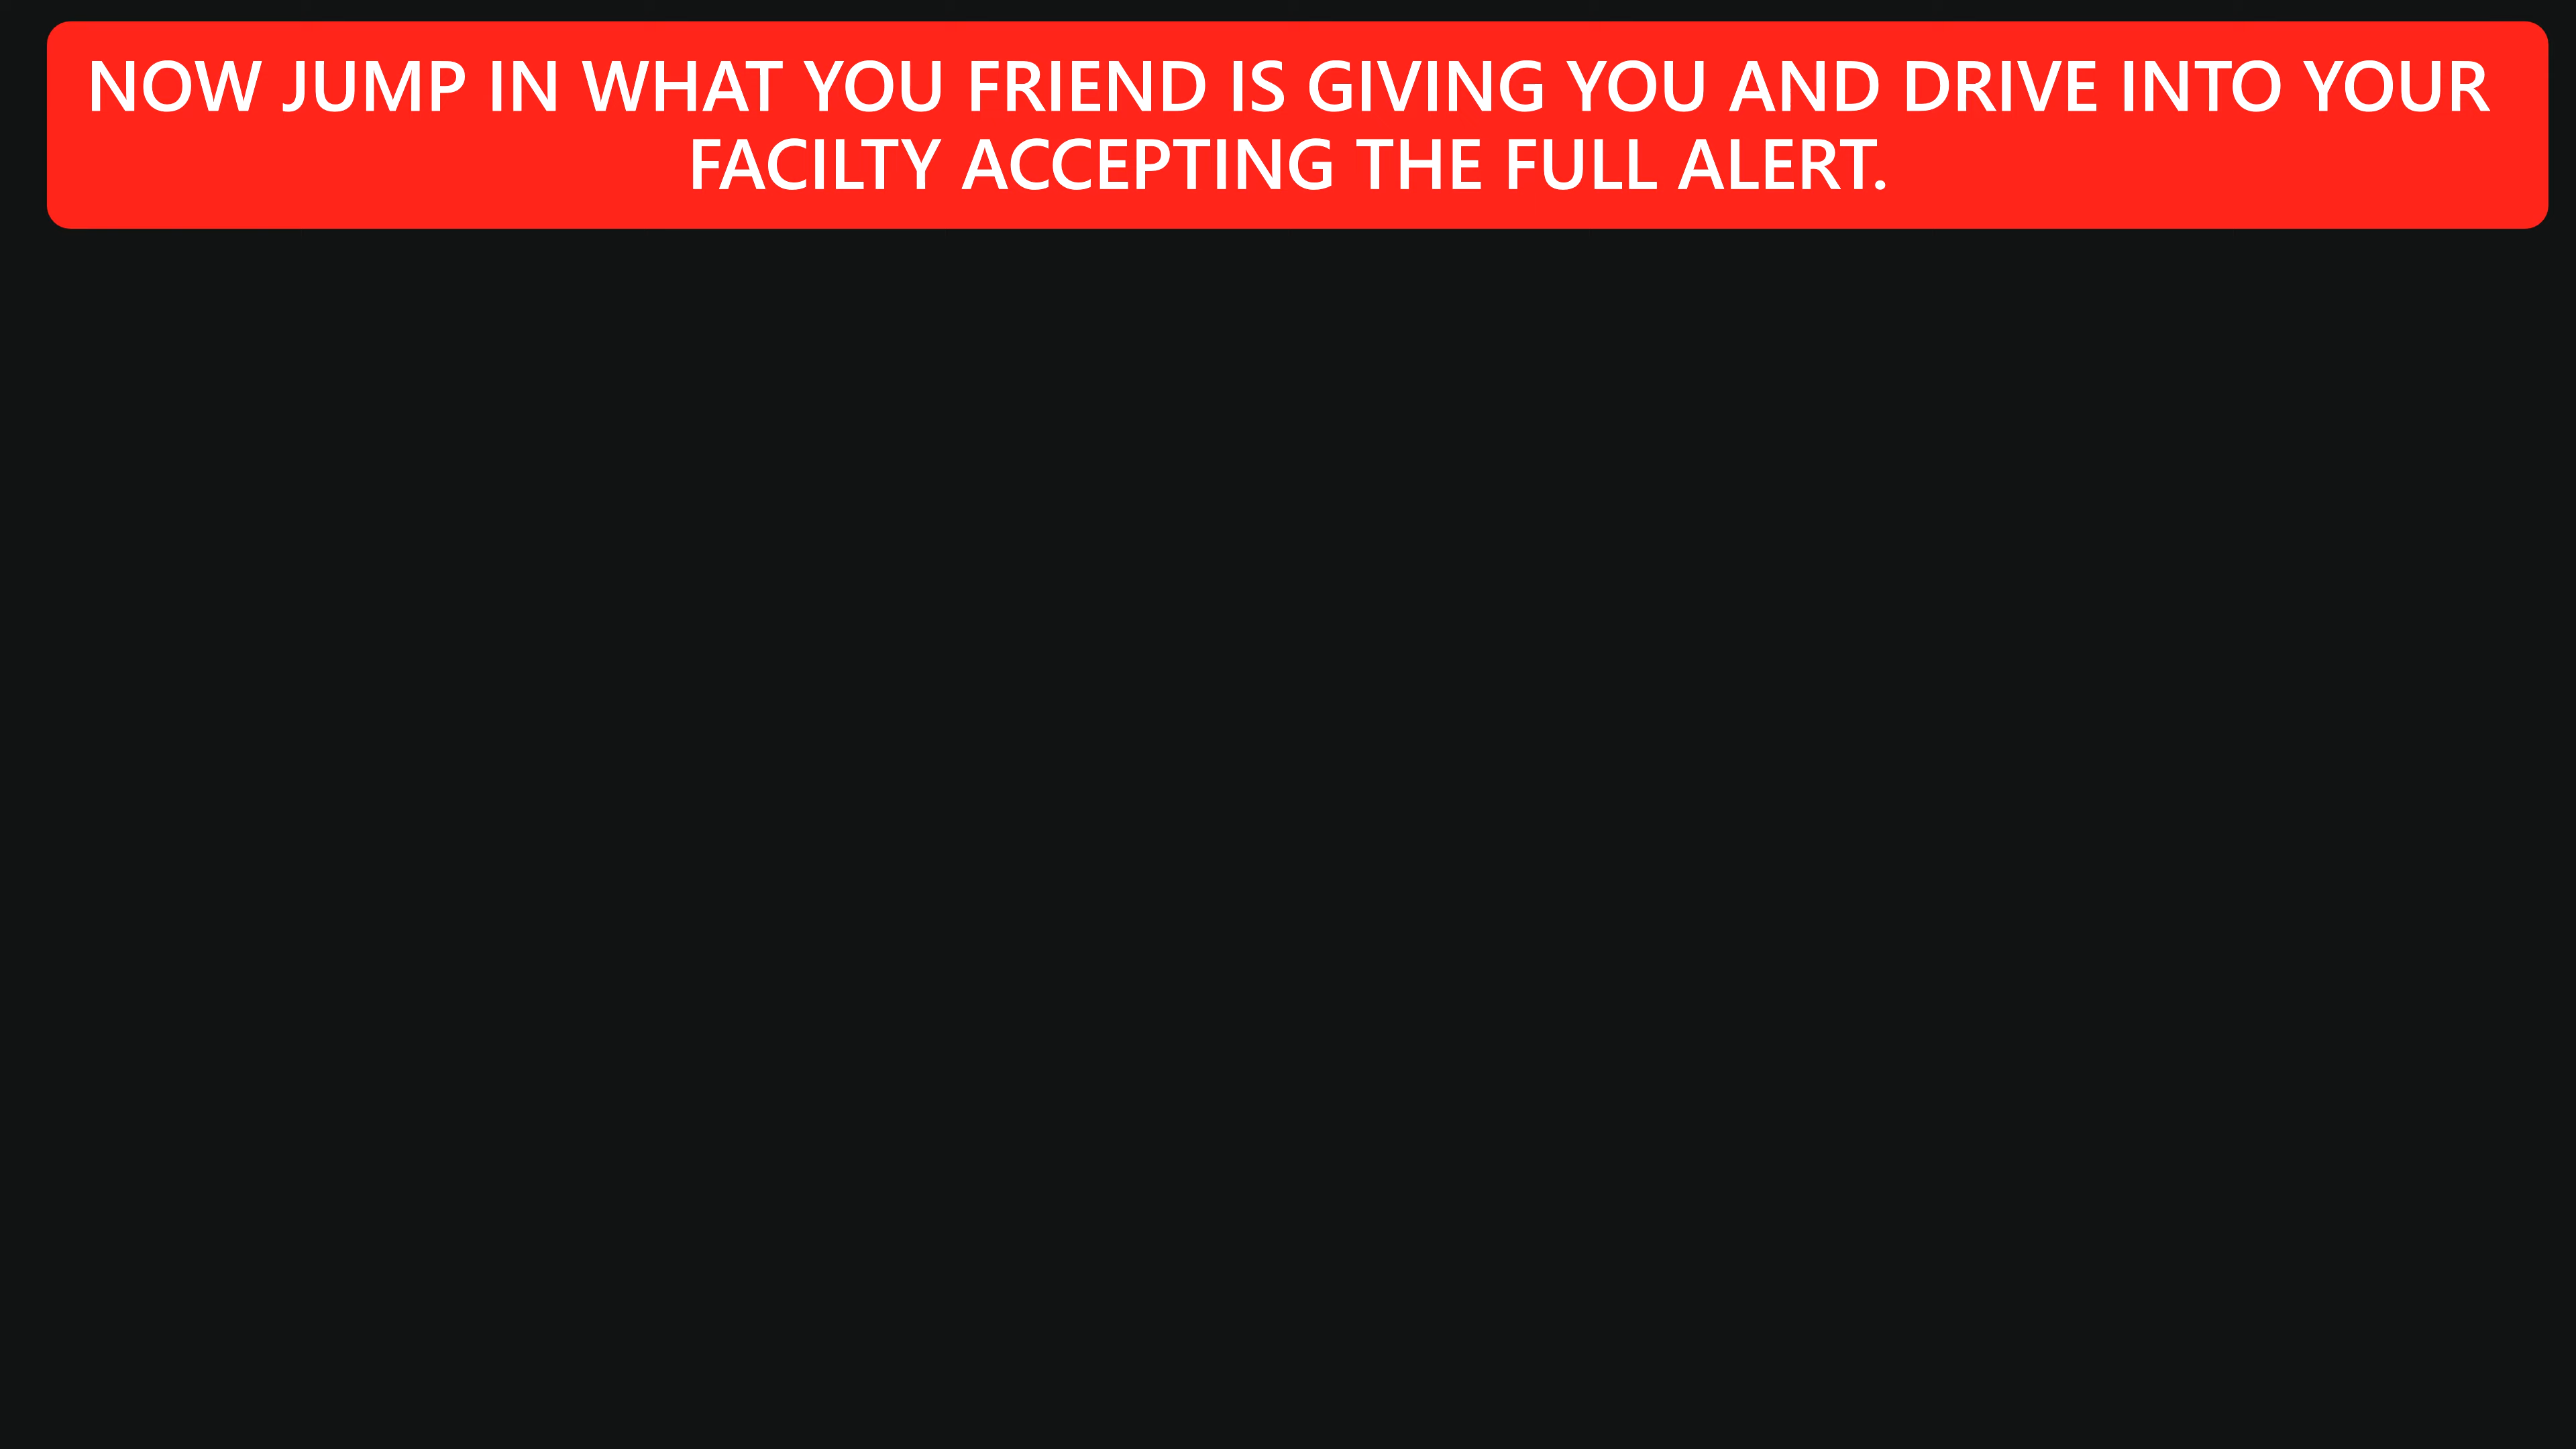 NOW JUMP IN WHAT YOU FRIEND IS GIVING YOU AND DRIVE INTO YOUR
FACILTY ACCEPTING THE FULL ALERT.